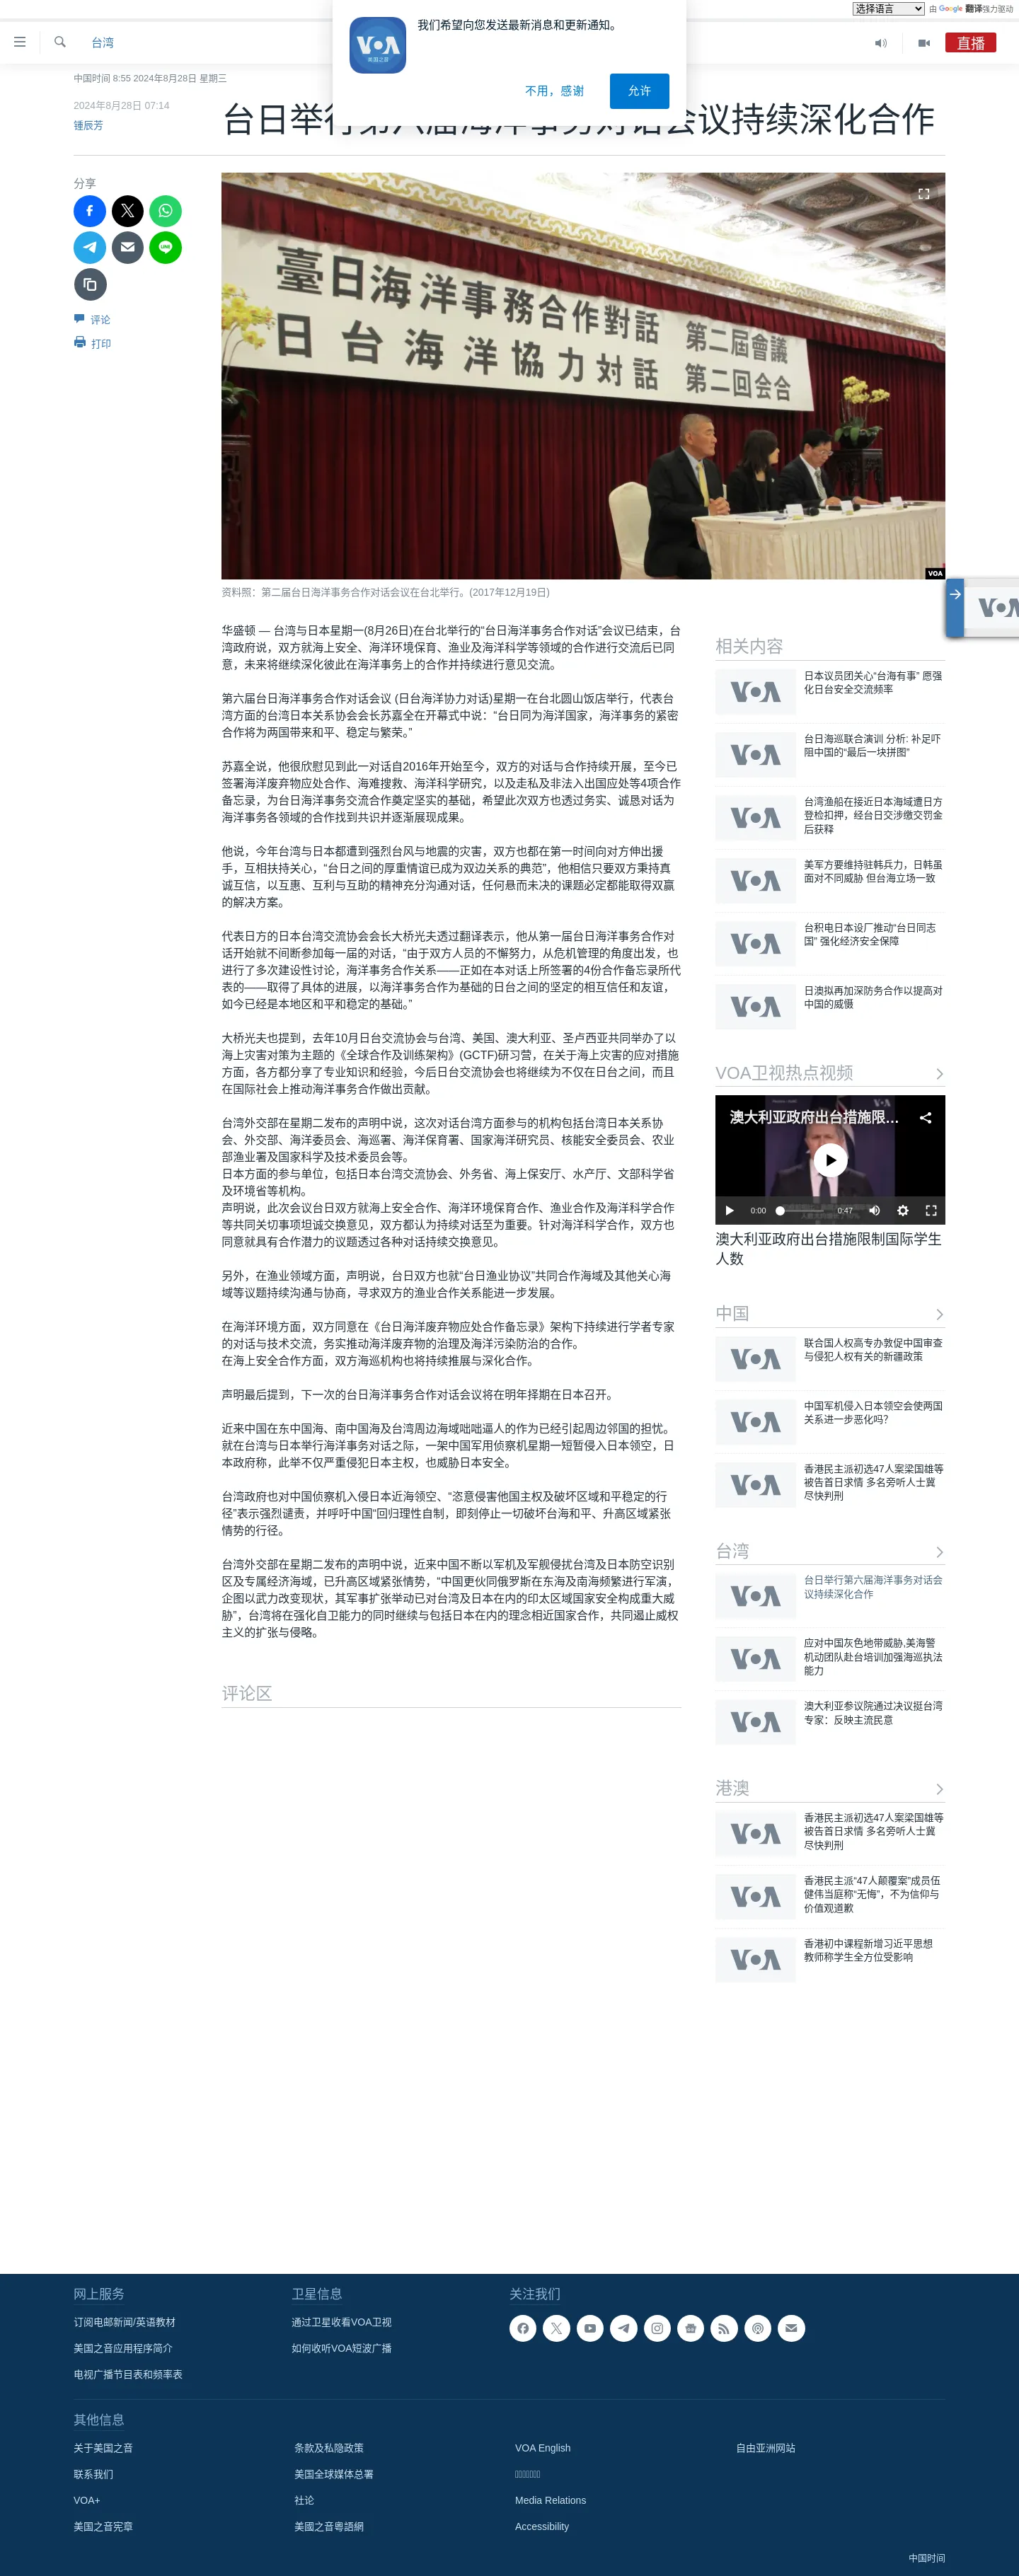 选择语言
由 Google 翻译强力驱动
我们希望向您发送最新消息和更新通知。
VOA
美国之音
不用，感谢
允许
台湾
直播
中国时间 8:55 2024年8月28日 星期三
2024年8月28日 07:14
锺辰芳
台日举行第六届海洋事务对话会议持续深化合作
分享
评论
打印
臺日海洋事務合作對話 第二屆會議
日台海洋協力対話 第二回会合
VOA
资料照：第二届台日海洋事务合作对话会议在台北举行。(2017年12月19日)
华盛顿 — 台湾与日本星期一(8月26日)在台北举行的“台日海洋事务合作对话”会议已结束，台
湾政府说，双方就海上安全、海洋环境保育、渔业及海洋科学等领域的合作进行交流后已同
意，未来将继续深化彼此在海洋事务上的合作并持续进行意见交流。
第六届台日海洋事务合作对话会议 (日台海洋协力对话)星期一在台北圆山饭店举行，代表台
湾方面的台湾日本关系协会会长苏嘉全在开幕式中说：“台日同为海洋国家，海洋事务的紧密
合作将为两国带来和平、稳定与繁荣。”
苏嘉全说，他很欣慰见到此一对话自2016年开始至今，双方的对话与合作持续开展，至今已
签署海洋废弃物应处合作、海难搜救、海洋科学研究，以及走私及非法入出国应处等4项合作
备忘录，为台日海洋事务交流合作奠定坚实的基础，希望此次双方也透过务实、诚恳对话为
海洋事务各领域的合作找到共识并逐渐展现成果。
他说，今年台湾与日本都遭到强烈台风与地震的灾害，双方也都在第一时间向对方伸出援
手，互相扶持关心，“台日之间的厚重情谊已成为双边关系的典范”，他相信只要双方秉持真
诚互信，以互惠、互利与互助的精神充分沟通对话，任何悬而未决的课题必定都能取得双赢
的解决方案。
代表日方的日本台湾交流协会会长大桥光夫透过翻译表示，他从第一届台日海洋事务合作对
话开始就不间断参加每一届的对话，“由于双方人员的不懈努力，从危机管理的角度出发，也
进行了多次建设性讨论，海洋事务合作关系——正如在本对话上所签署的4份合作备忘录所代
表的——取得了具体的进展，以海洋事务合作为基础的日台之间的坚定的相互信任和友谊，
如今已经是本地区和平和稳定的基础。”
大桥光夫也提到，去年10月日台交流协会与台湾、美国、澳大利亚、圣卢西亚共同举办了以
海上灾害对策为主题的《全球合作及训练架构》(GCTF)研习营，在关于海上灾害的应对措施
方面，各方都分享了专业知识和经验，今后日台交流协会也将继续为不仅在日台之间，而且
在国际社会上推动海洋事务合作做出贡献。
台湾外交部在星期二发布的声明中说，这次对话台湾方面参与的机构包括台湾日本关系协
会、外交部、海洋委员会、海巡署、海洋保育署、国家海洋研究员、核能安全委员会、农业
部渔业署及国家科学及技术委员会等。
日本方面的参与单位，包括日本台湾交流协会、外务省、海上保安厅、水产厅、文部科学省
及环境省等机构。
声明说，此次会议台日双方就海上安全合作、海洋环境保育合作、渔业合作及海洋科学合作
等共同关切事项坦诚交换意见，双方都认为持续对话至为重要。针对海洋科学合作，双方也
同意就具有合作潜力的议题透过各种对话持续交换意见。
另外，在渔业领域方面，声明说，台日双方也就“台日渔业协议”共同合作海域及其他关心海
域等议题持续沟通与协商，寻求双方的渔业合作关系能进一步发展。
在海洋环境方面，双方同意在《台日海洋废弃物应处合作备忘录》架构下持续进行学者专家
的对话与技术交流，务实推动海洋废弃物的治理及海洋污染防治的合作。
在海上安全合作方面，双方海巡机构也将持续推展与深化合作。
声明最后提到，下一次的台日海洋事务合作对话会议将在明年择期在日本召开。
近来中国在东中国海、南中国海及台湾周边海域咄咄逼人的作为已经引起周边邻国的担忧。
就在台湾与日本举行海洋事务对话之际，一架中国军用侦察机星期一短暂侵入日本领空，日
本政府称，此举不仅严重侵犯日本主权，也威胁日本安全。
台湾政府也对中国侦察机入侵日本近海领空、“恣意侵害他国主权及破坏区域和平稳定的行
径”表示强烈谴责，并呼吁中国“回归理性自制，即刻停止一切破坏台海和平、升高区域紧张
情势的行径。
台湾外交部在星期二发布的声明中说，近来中国不断以军机及军舰侵扰台湾及日本防空识别
区及专属经济海域，已升高区域紧张情势，“中国更伙同俄罗斯在东海及南海频繁进行军演，
企图以武力改变现状，其军事扩张举动已对台湾及日本在内的印太区域国家安全构成重大威
胁”，台湾将在强化自卫能力的同时继续与包括日本在内的理念相近国家合作，共同遏止威权
主义的扩张与侵略。
评论区
相关内容
日本议员团关心“台海有事” 愿强
化日台安全交流频率
台日海巡联合演训 分析: 补足吓
阻中国的“最后一块拼图”
台湾渔船在接近日本海域遭日方
登检扣押，经台日交涉缴交罚金
后获释
美军方要维持驻韩兵力，日韩虽
面对不同威胁 但台海立场一致
台积电日本设厂推动“台日同志
国” 强化经济安全保障
日澳拟再加深防务合作以提高对
中国的威慑
VOA卫视热点视频
澳大利亚政府出台措施限...
0:00
0:47
澳大利亚政府出台措施限制国际学生
人数
中国
联合国人权高专办敦促中国审查
与侵犯人权有关的新疆政策
中国军机侵入日本领空会使两国
关系进一步恶化吗?
香港民主派初选47人案梁国雄等
被告首日求情 多名旁听人士冀
尽快判刑
台湾
台日举行第六届海洋事务对话会
议持续深化合作
应对中国灰色地带威胁,美海警
机动团队赴台培训加强海巡执法
能力
澳大利亚参议院通过决议挺台湾
专家：反映主流民意
港澳
香港民主派初选47人案梁国雄等
被告首日求情 多名旁听人士冀
尽快判刑
香港民主派“47人颠覆案”成员伍
健伟当庭称“无悔”，不为信仰与
价值观道歉
香港初中课程新增习近平思想
教师称学生全方位受影响
网上服务
订阅电邮新闻/英语教材
美国之音应用程序简介
电视广播节目表和频率表
卫星信息
通过卫星收看VOA卫视
如何收听VOA短波广播
关注我们
其他信息
关于美国之音
联系我们
VOA+
美国之音宪章
条款及私隐政策
美国全球媒体总署
社论
美國之音粵語網
VOA English
Media Relations
Accessibility
自由亚洲网站
中国时间